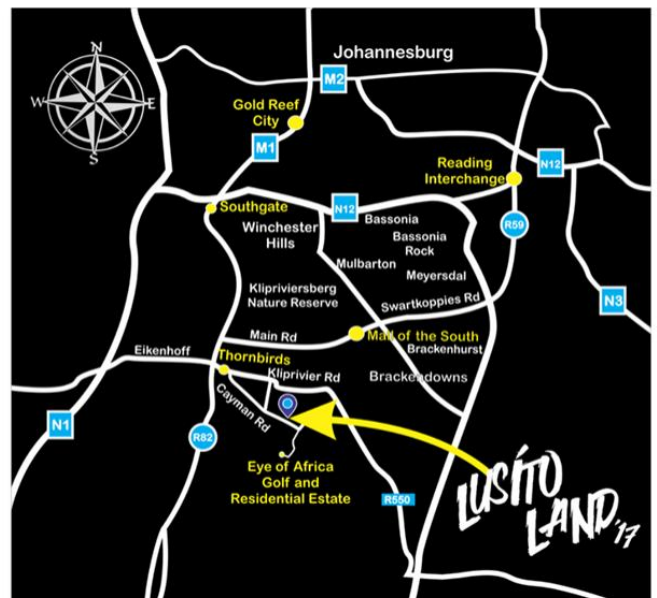 N
W
E
S
Johannesburg
M2
Gold Reef
City
M1
Reading
Interchange
N12
Southgate
N12
Bassonia
R59
Winchester
Hills
Bassonia
Rock
Mulbarton
Meyersdal
Klipriviersberg
Nature Reserve
Swartkoppies Rd
N3
Main Rd
Mall of the South
Brackenhurst
Eikenhoff
Thornbirds
Kliprivier Rd
Brackendowns
Cayman Rd
N1
R82
Eye of Africa
Golf and
Residential Estate
R550
LUSÍTO
LAND'17